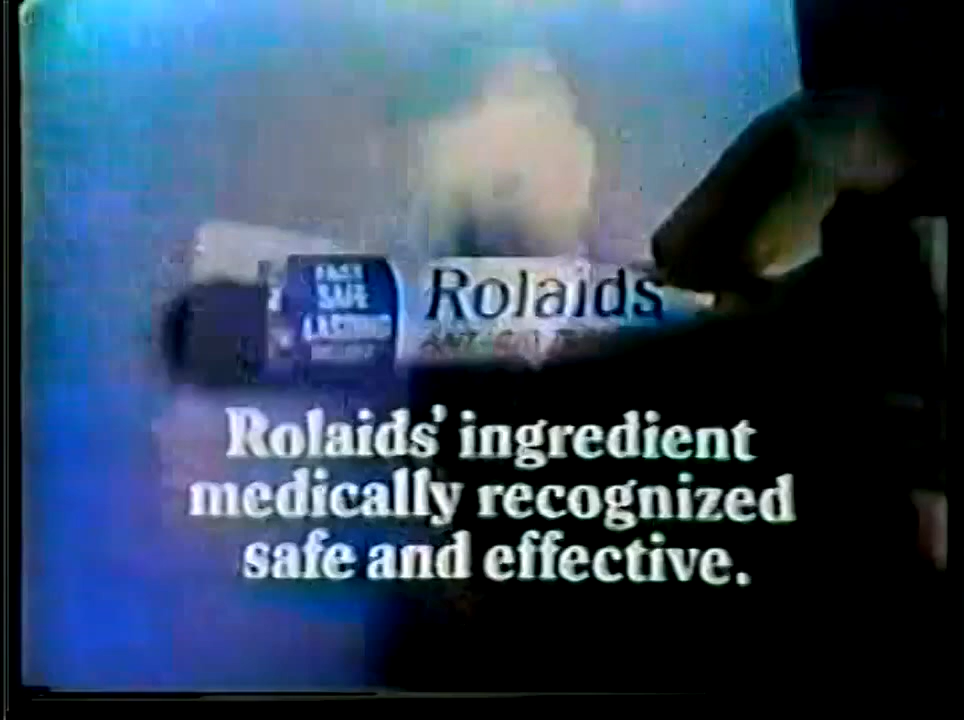 FAST
SAFE
LASTING
Rolaids
Rolaids' ingredient
medically recognized
safe and effective.